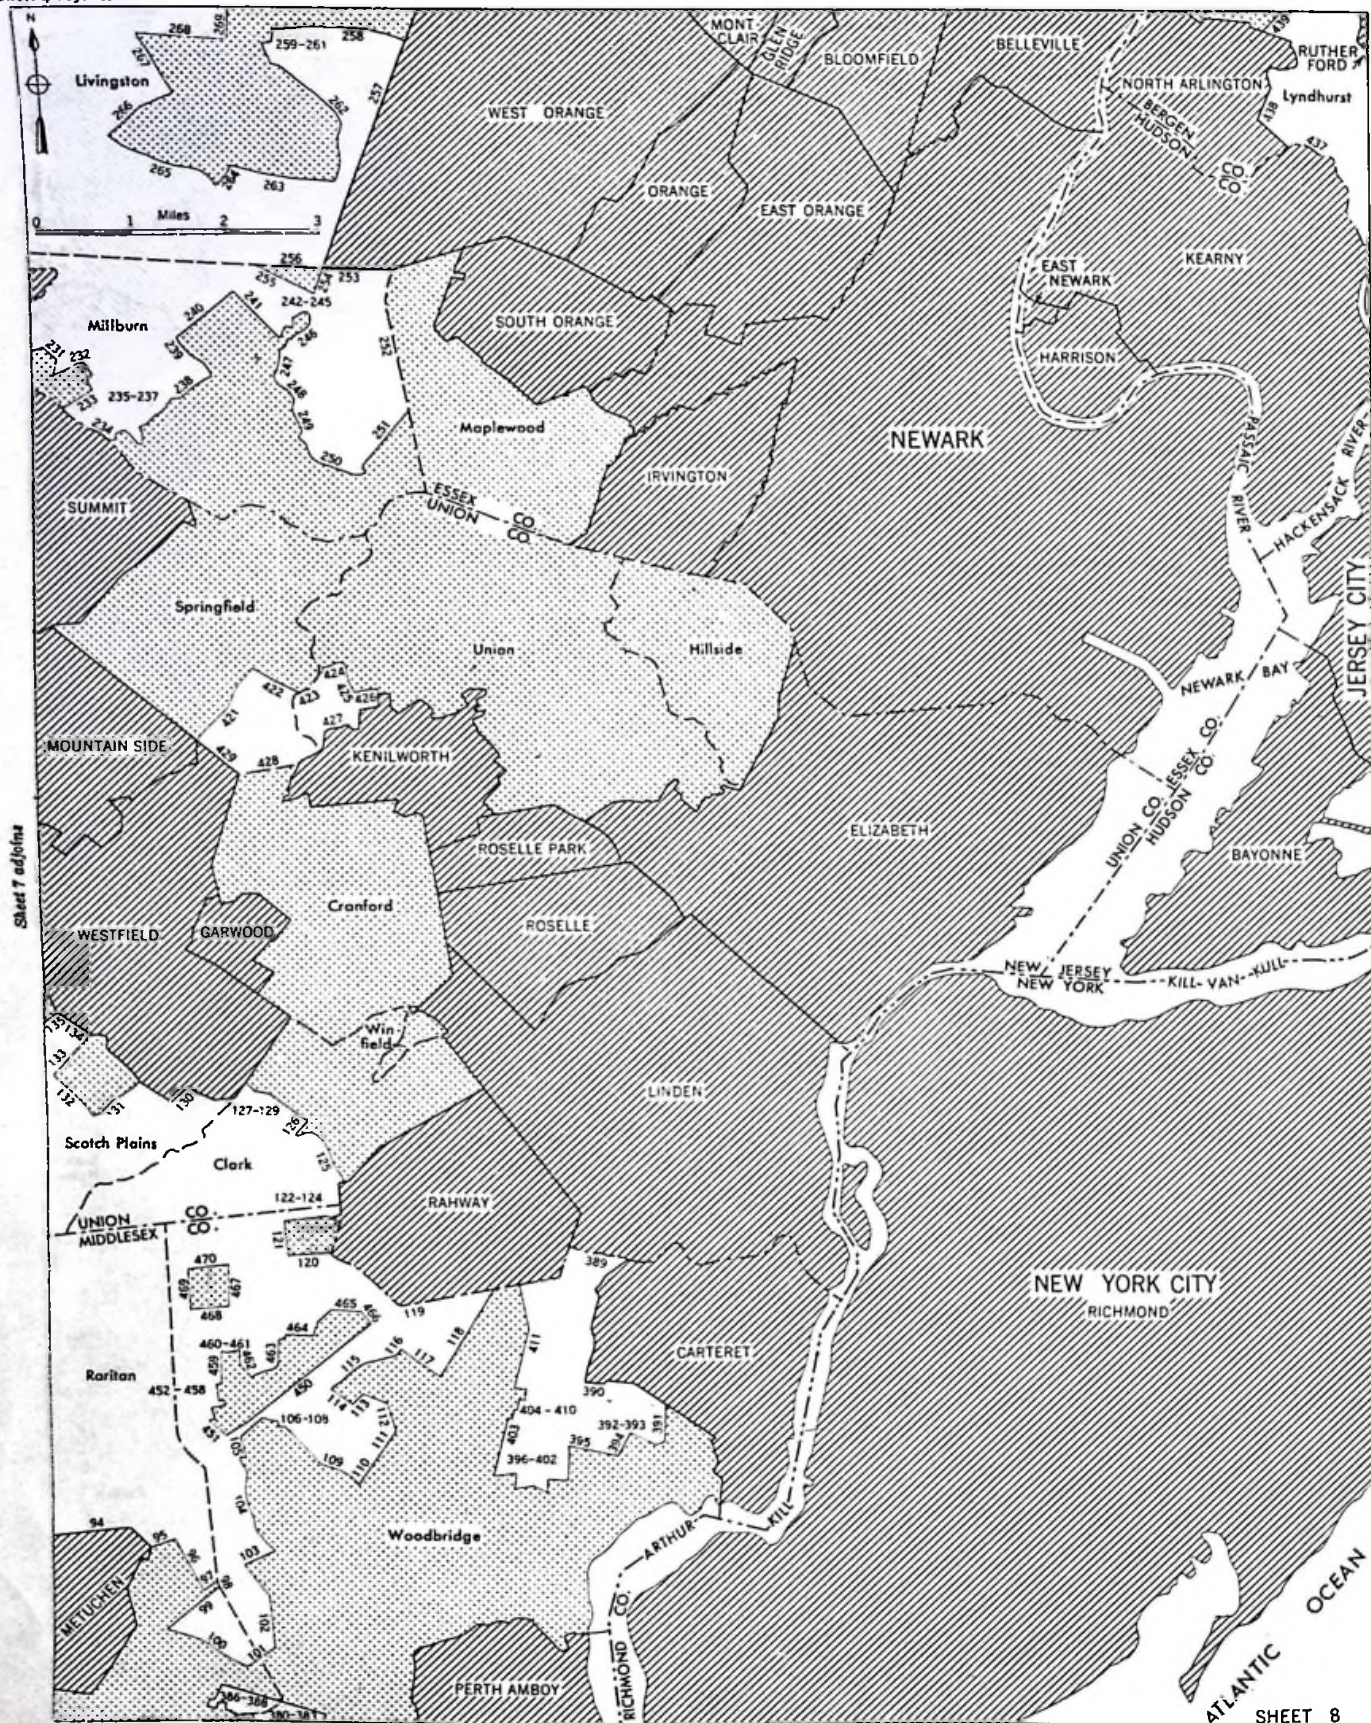 N
268
269
259-261
258
267
Livingston
266
262
257
265
264
263
Miles
0 1 2 3
MONT
CLAIR
GLEN
RIDGE
BLOOMFIELD
BELLEVILLE
439
RUTHER
FORD
NORTH ARLINGTON
Lyndhurst
438
437
WEST ORANGE
BERGEN
HUDSON
CO.
CO.
ORANGE
EAST ORANGE
KEARNY
EAST
NEWARK
HARRISON
256
255
254
253
242-245
241
240
Millburn
246
239
247
252
SOUTH ORANGE
231
232
238
248
235-237
233
249
234
251
250
Maplewood
NEWARK
PASSAIC
RIVER
HACKENSACK RIVER
IRVINGTON
SUMMIT
ESSEX CO.
UNION CO.
JERSEY CITY
Springfield
Union
Hillside
424
422
423
425
426
421
427
NEWARK BAY
429
428
MOUNTAIN SIDE
KENILWORTH
ESSEX CO.
UNION CO.
HUDSON CO.
ELIZABETH
ROSELLE PARK
BAYONNE
Sheet 7 adjoins
Cranford
ROSELLE
WESTFIELD
GARWOOD
NEW JERSEY
NEW YORK
KILL VAN KULL
135
134
133
Win
field
132
131
130
127-129
LINDEN
126
Scotch Plains
125
Clark
122-124
RAHWAY
UNION CO.
MIDDLESEX CO.
121
120
470
469
467
468
389
NEW YORK CITY
RICHMOND
465
466
119
464
460-461
463
462
459
116
118
115
117
411
CARTERET
Raritan
452-458
450
114
113
390
404-410
112
392-393
391
106-108
451
403
111
394
105
395
109
110
396-402
104
94
95
Woodbridge
ARTHUR KILL
96
103
97
98
METUCHEN
99
102
100
101
OCEAN
RICHMOND CO.
386-388
380-383
PERTH AMBOY
ATLANTIC
SHEET 8